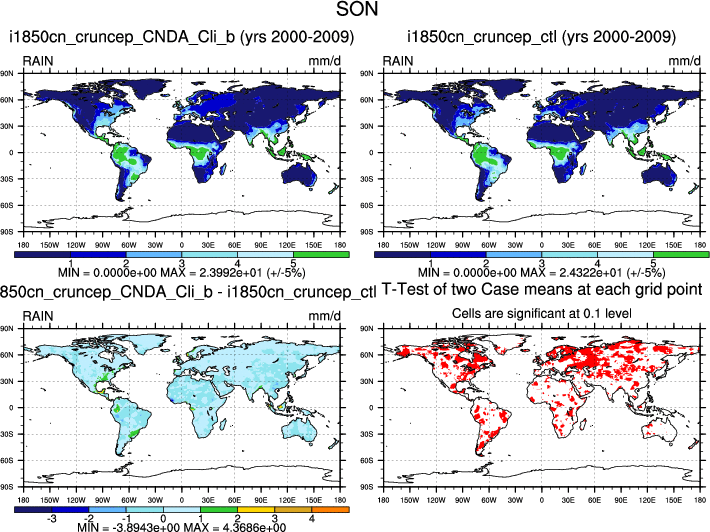 SON
i1850cn_cruncep_CNDA_Cli_b (yrs 2000-2009)
i1850cn_cruncep_ctl (yrs 2000-2009)
RAIN mm/d
RAIN mm/d
90N
60N
30N
0
30S
60S
90S
180 150W 120W 90W 60W 30W 0 30E 60E 90E 120E 150E 180
90N
60N
30N
0
30S
60S
90S
180 150W 120W 90W 60W 30W 0 30E 60E 90E 120E 150E 180
1 2 3 4 5
MIN = 0.0000e+00 MAX = 2.3992e+01 (+/-5%)
1 2 3 4 5
MIN = 0.0000e+00 MAX = 2.4322e+01 (+/-5%)
850cn_cruncep_CNDA_Cli_b - i1850cn_cruncep_ctl
T-Test of two Case means at each grid point
RAIN mm/d
Cells are significant at 0.1 level
90N
60N
30N
0
30S
60S
90S
180 150W 120W 90W 60W 30W 0 30E 60E 90E 120E 150E 180
90N
60N
30N
0
30S
60S
90S
180 150W 120W 90W 60W 30W 0 30E 60E 90E 120E 150E 180
-3 -2 -1 0 1 2 3 4
MIN = -3.8943e+00 MAX = 4.3686e+00